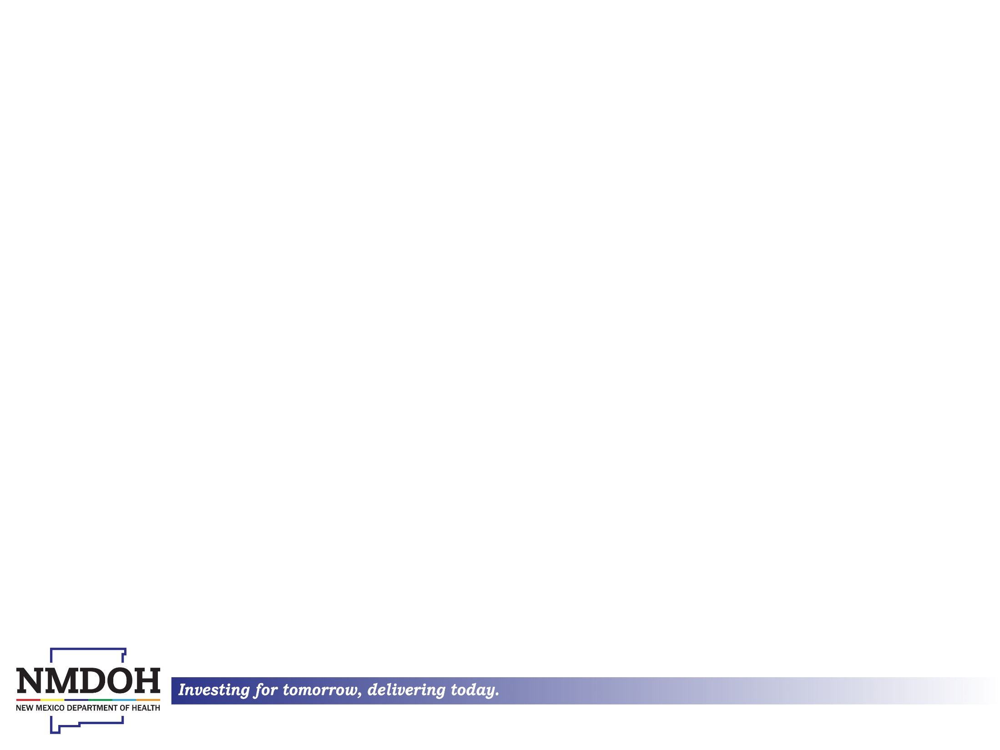 NMDOH
NEW MEXICO DEPARTMENT OF HEALTH
Investing for tomorrow, delivering today.